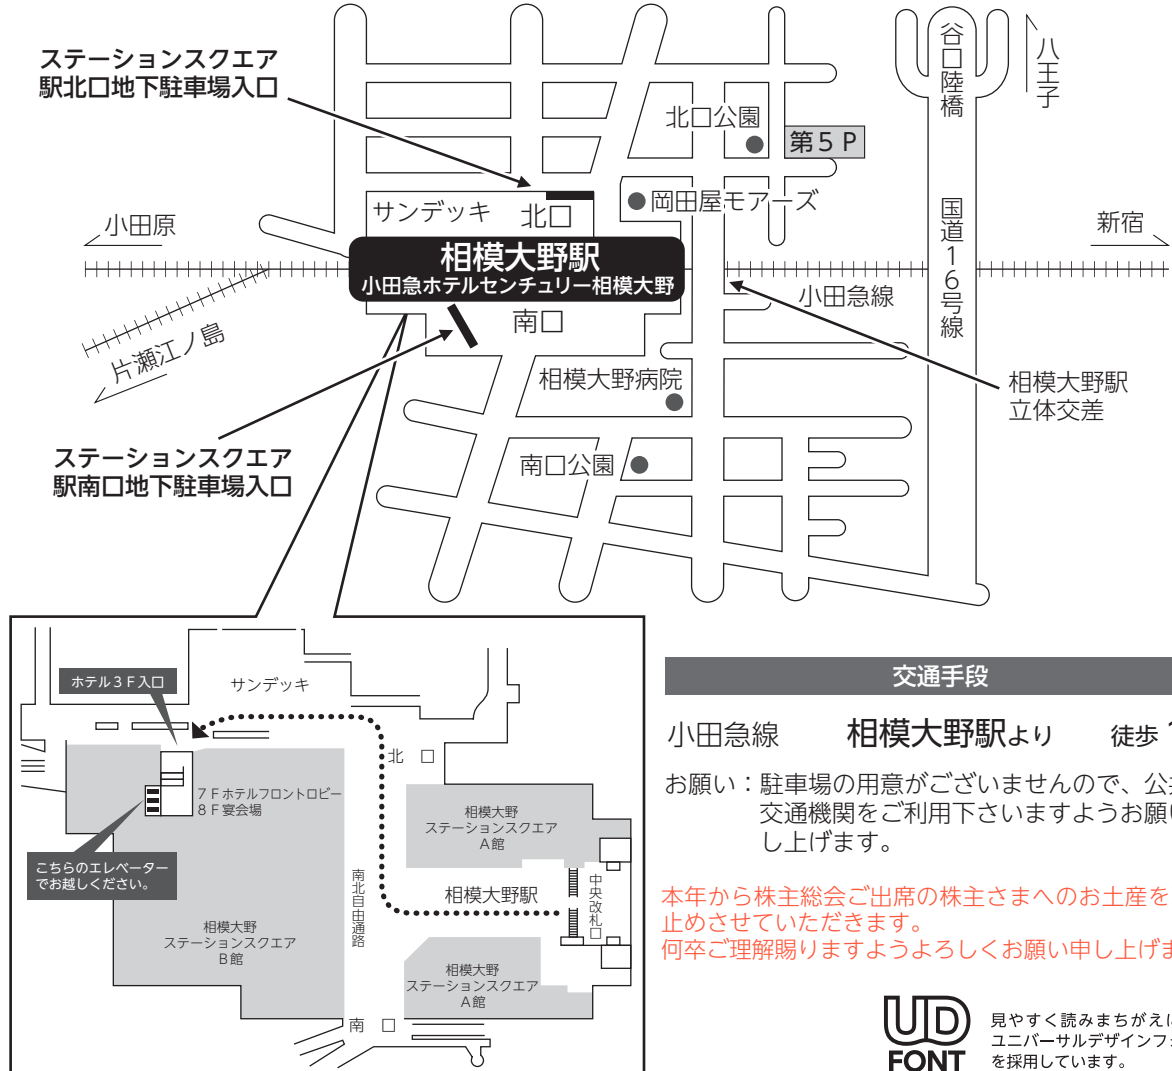 ステーションスクエア
駅北口地下駐車場入口
谷口陸橋
八王子
北口公園
第５Ｐ
岡田屋モアーズ
サンデッキ
北口
小田原
国道１６号線
新宿
相模大野駅
小田急ホテルセンチュリー相模大野
小田急線
南口
片瀬江ノ島
相模大野病院
相模大野駅
立体交差
ステーションスクエア
駅南口地下駐車場入口
南口公園
ホテル３Ｆ入口
サンデッキ
北　口
７Ｆホテルフロントロビー
８Ｆ宴会場
相模大野
ステーションスクエア
Ａ館
こちらのエレベーター
でお越しください。
南北自由通路
相模大野駅
中央改札口
相模大野
ステーションスクエア
Ｂ館
相模大野
ステーションスクエア
Ａ館
南　口
交通手段
小田急線　相模大野駅より　徒歩
お願い：駐車場の用意がございませんので、公
交通機関をご利用下さいますようお願
し上げます。
本年から株主総会ご出席の株主さまへのお土産を
止めさせていただきます。
何卒ご理解賜りますようよろしくお願い申し上げ
UD
FONT
見やすく読みまちがえ
ユニバーサルデザインフ
を採用しています。